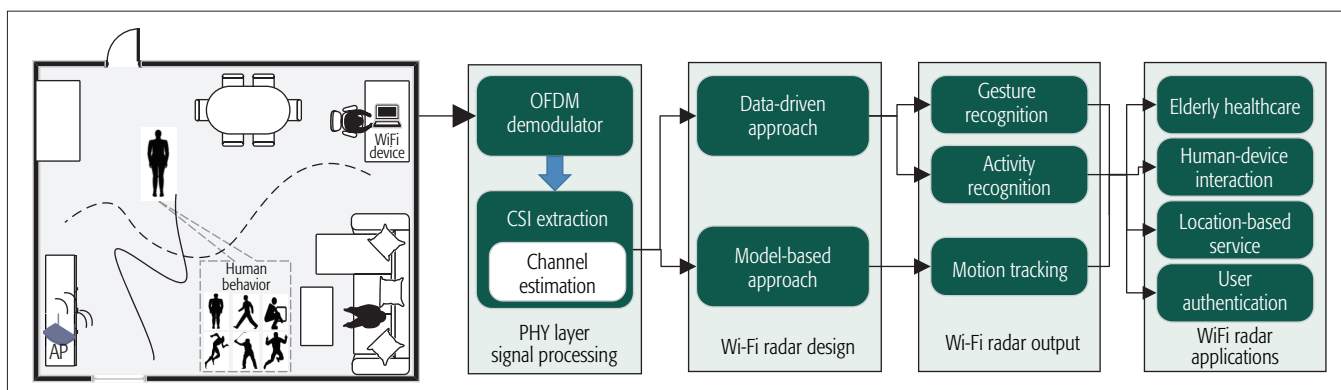 WiFi
device
Human
behavior
AP
OFDM
demodulator
CSI extraction
Channel
estimation
PHY layer
signal processing
Data-driven
approach
Model-based
approach
Wi-Fi radar design
Gesture
recognition
Activity
recognition
Motion tracking
Wi-Fi radar output
Elderly healthcare
Human-device
interaction
Location-based
service
User
authentication
WiFi radar
applications